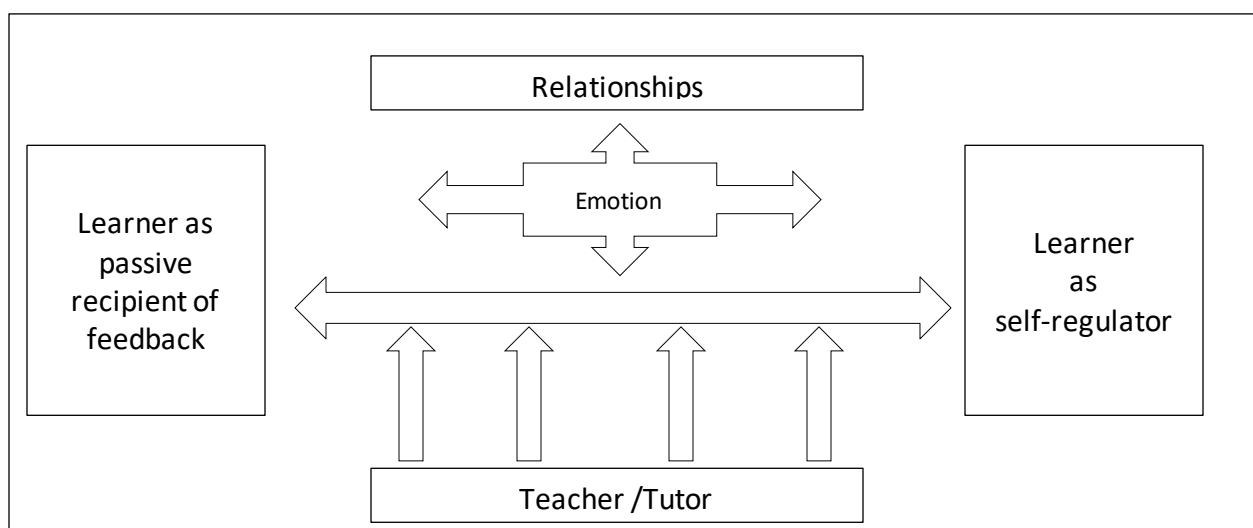 Relationships
Emotion
Learner as
passive
recipient of
feedback
Learner
as
self-regulator
Teacher /Tutor